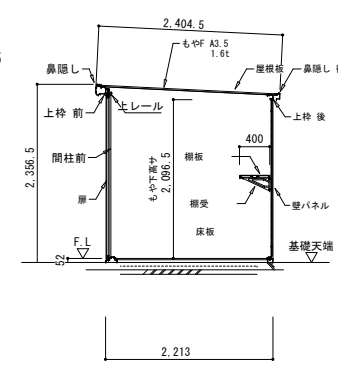 2,404.5
もやF A3.5
1.6t
屋根板
鼻隠し
鼻隠し
上枠 前
上レール
上枠 後
間柱前
扉
2,356.5
もや下高サ
2,096.5
棚板
400
棚受
壁パネル
床板
F.L
52
基礎天端
2,213